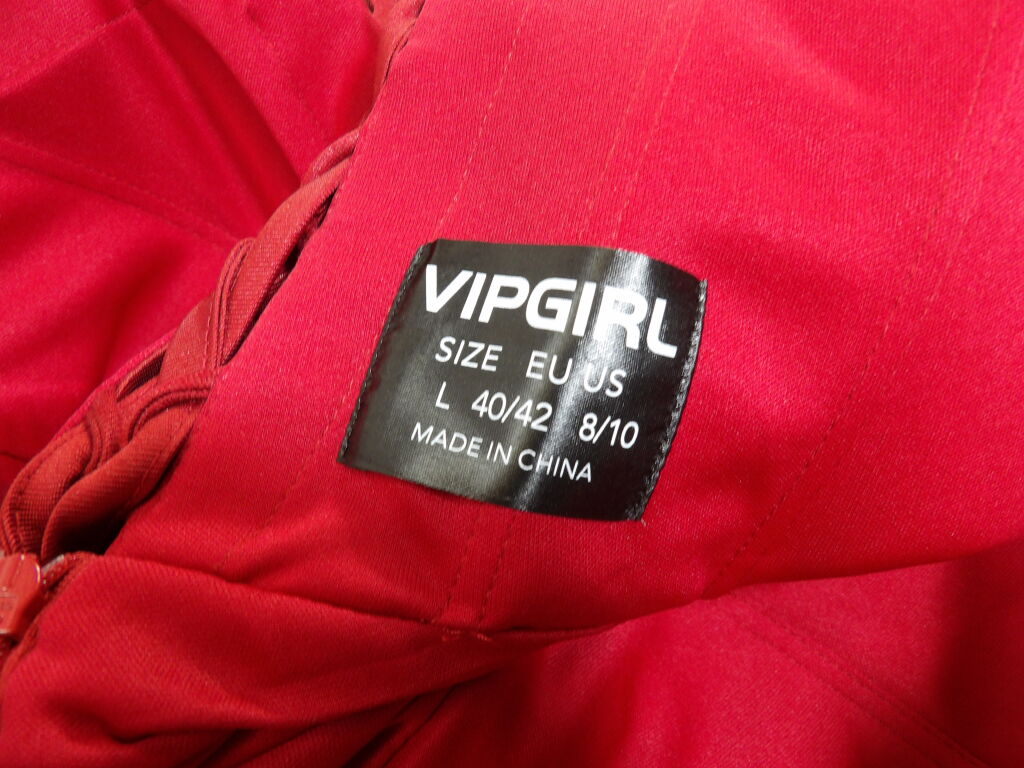 VIPGIRL
SIZE EU US
L 40/42 8/10
MADE IN CHINA